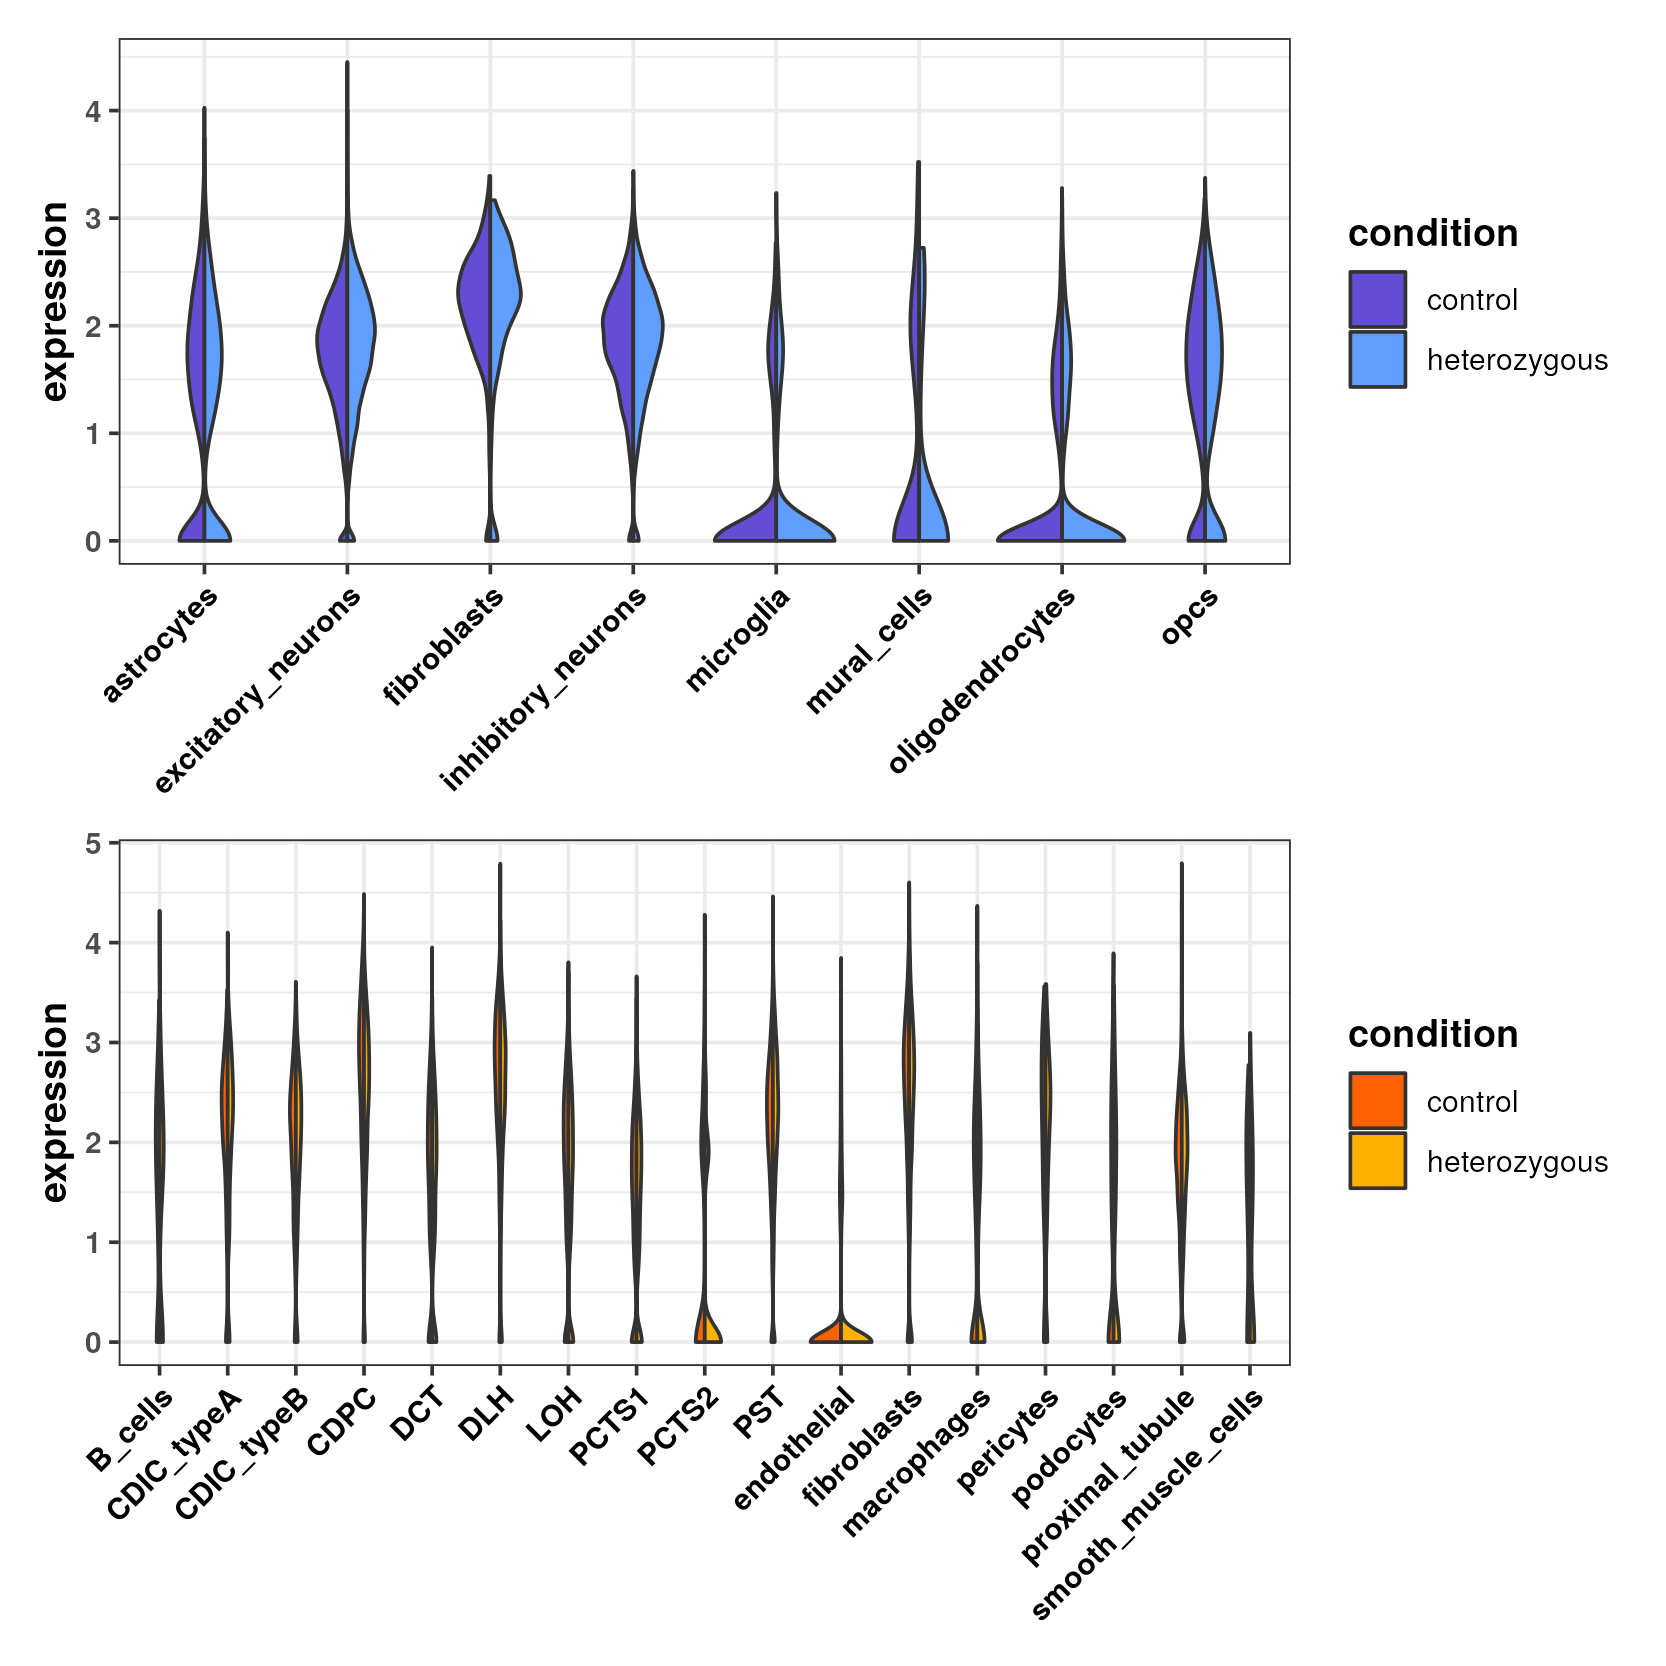 expression
4
3
2
1
0
astrocytes
excitatory_neurons
fibroblasts
inhibitory_neurons
microglia
mural_cells
oligodendrocytes
opcs
condition
control
heterozygous
expression
5
4
3
2
1
0
B_cells
CDIC_typeA
CDIC_typeB
CDPC
DCT
DLH
LOH
PCTS1
PCTS2
PST
endothelial
fibroblasts
macrophages
pericytes
podocytes
proximal_tubule
smooth_muscle_cells
condition
control
heterozygous